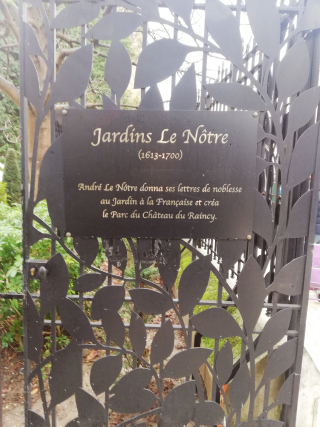 Jardins Le Nôtre
(1613-1700)
André Le Nôtre donna ses lettres de noblesse
au Jardin à la Française et créa
le Parc du Château du Raincy.